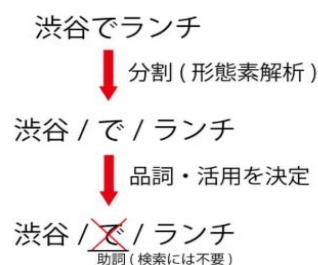 渋谷でランチ
分割 ( 形態素解析 )
渋谷 / で / ランチ
品詞・活用を決定
渋谷 / で / ランチ
助詞 ( 検索には不要 )